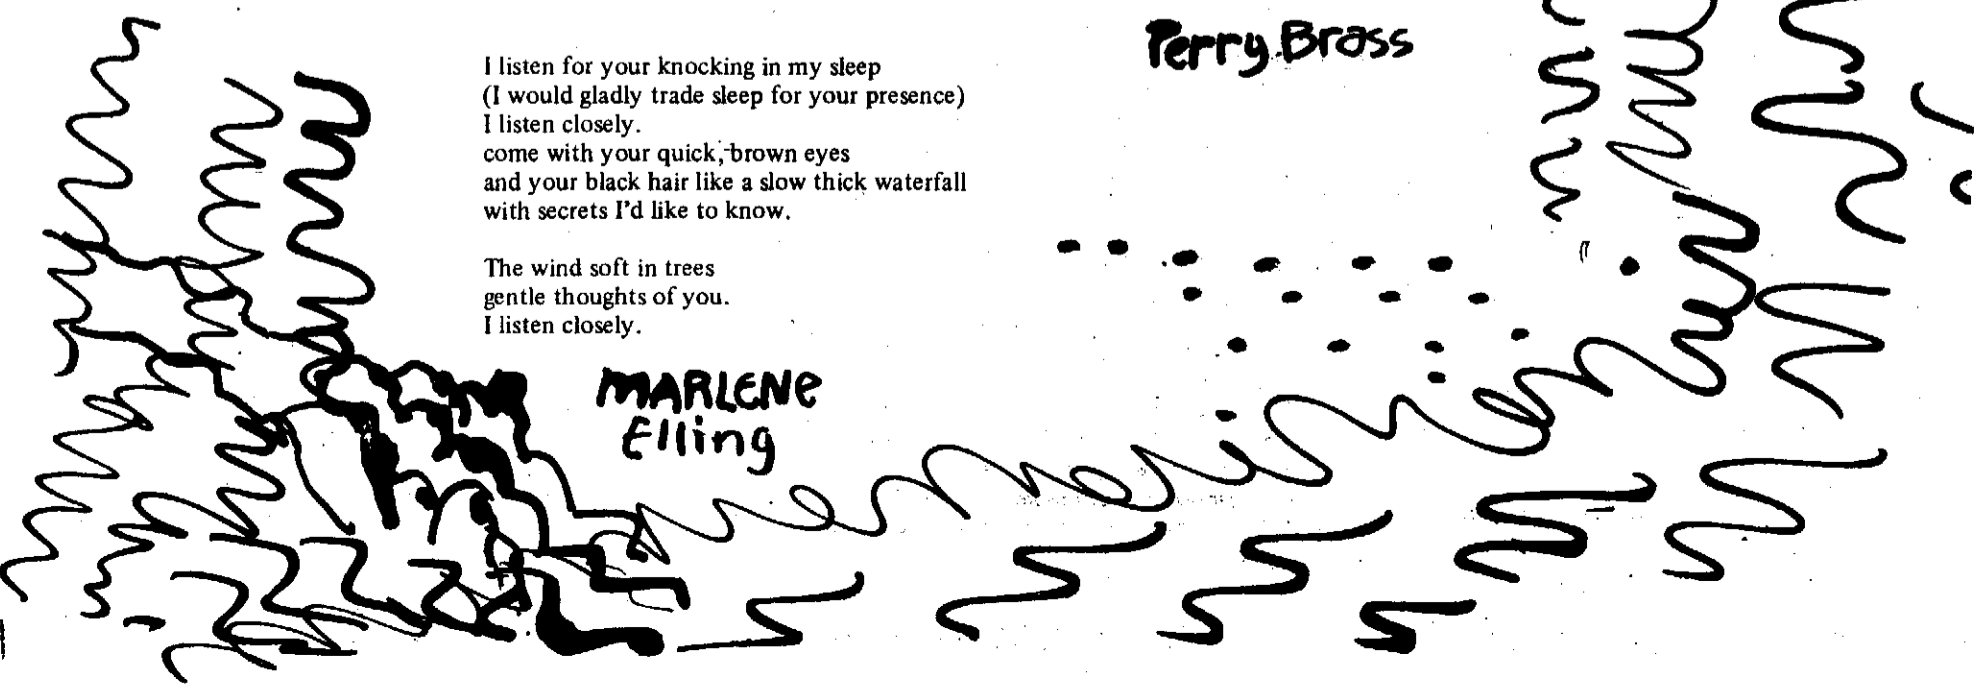 Perry Brass
I listen for your knocking in my sleep
(I would gladly trade sleep for your presence)
I listen closely.
come with your quick, brown eyes
and your black hair like a slow thick waterfall
with secrets I'd like to know.
The wind soft in trees
gentle thoughts of you.
I listen closely.
MARLENE
Elling